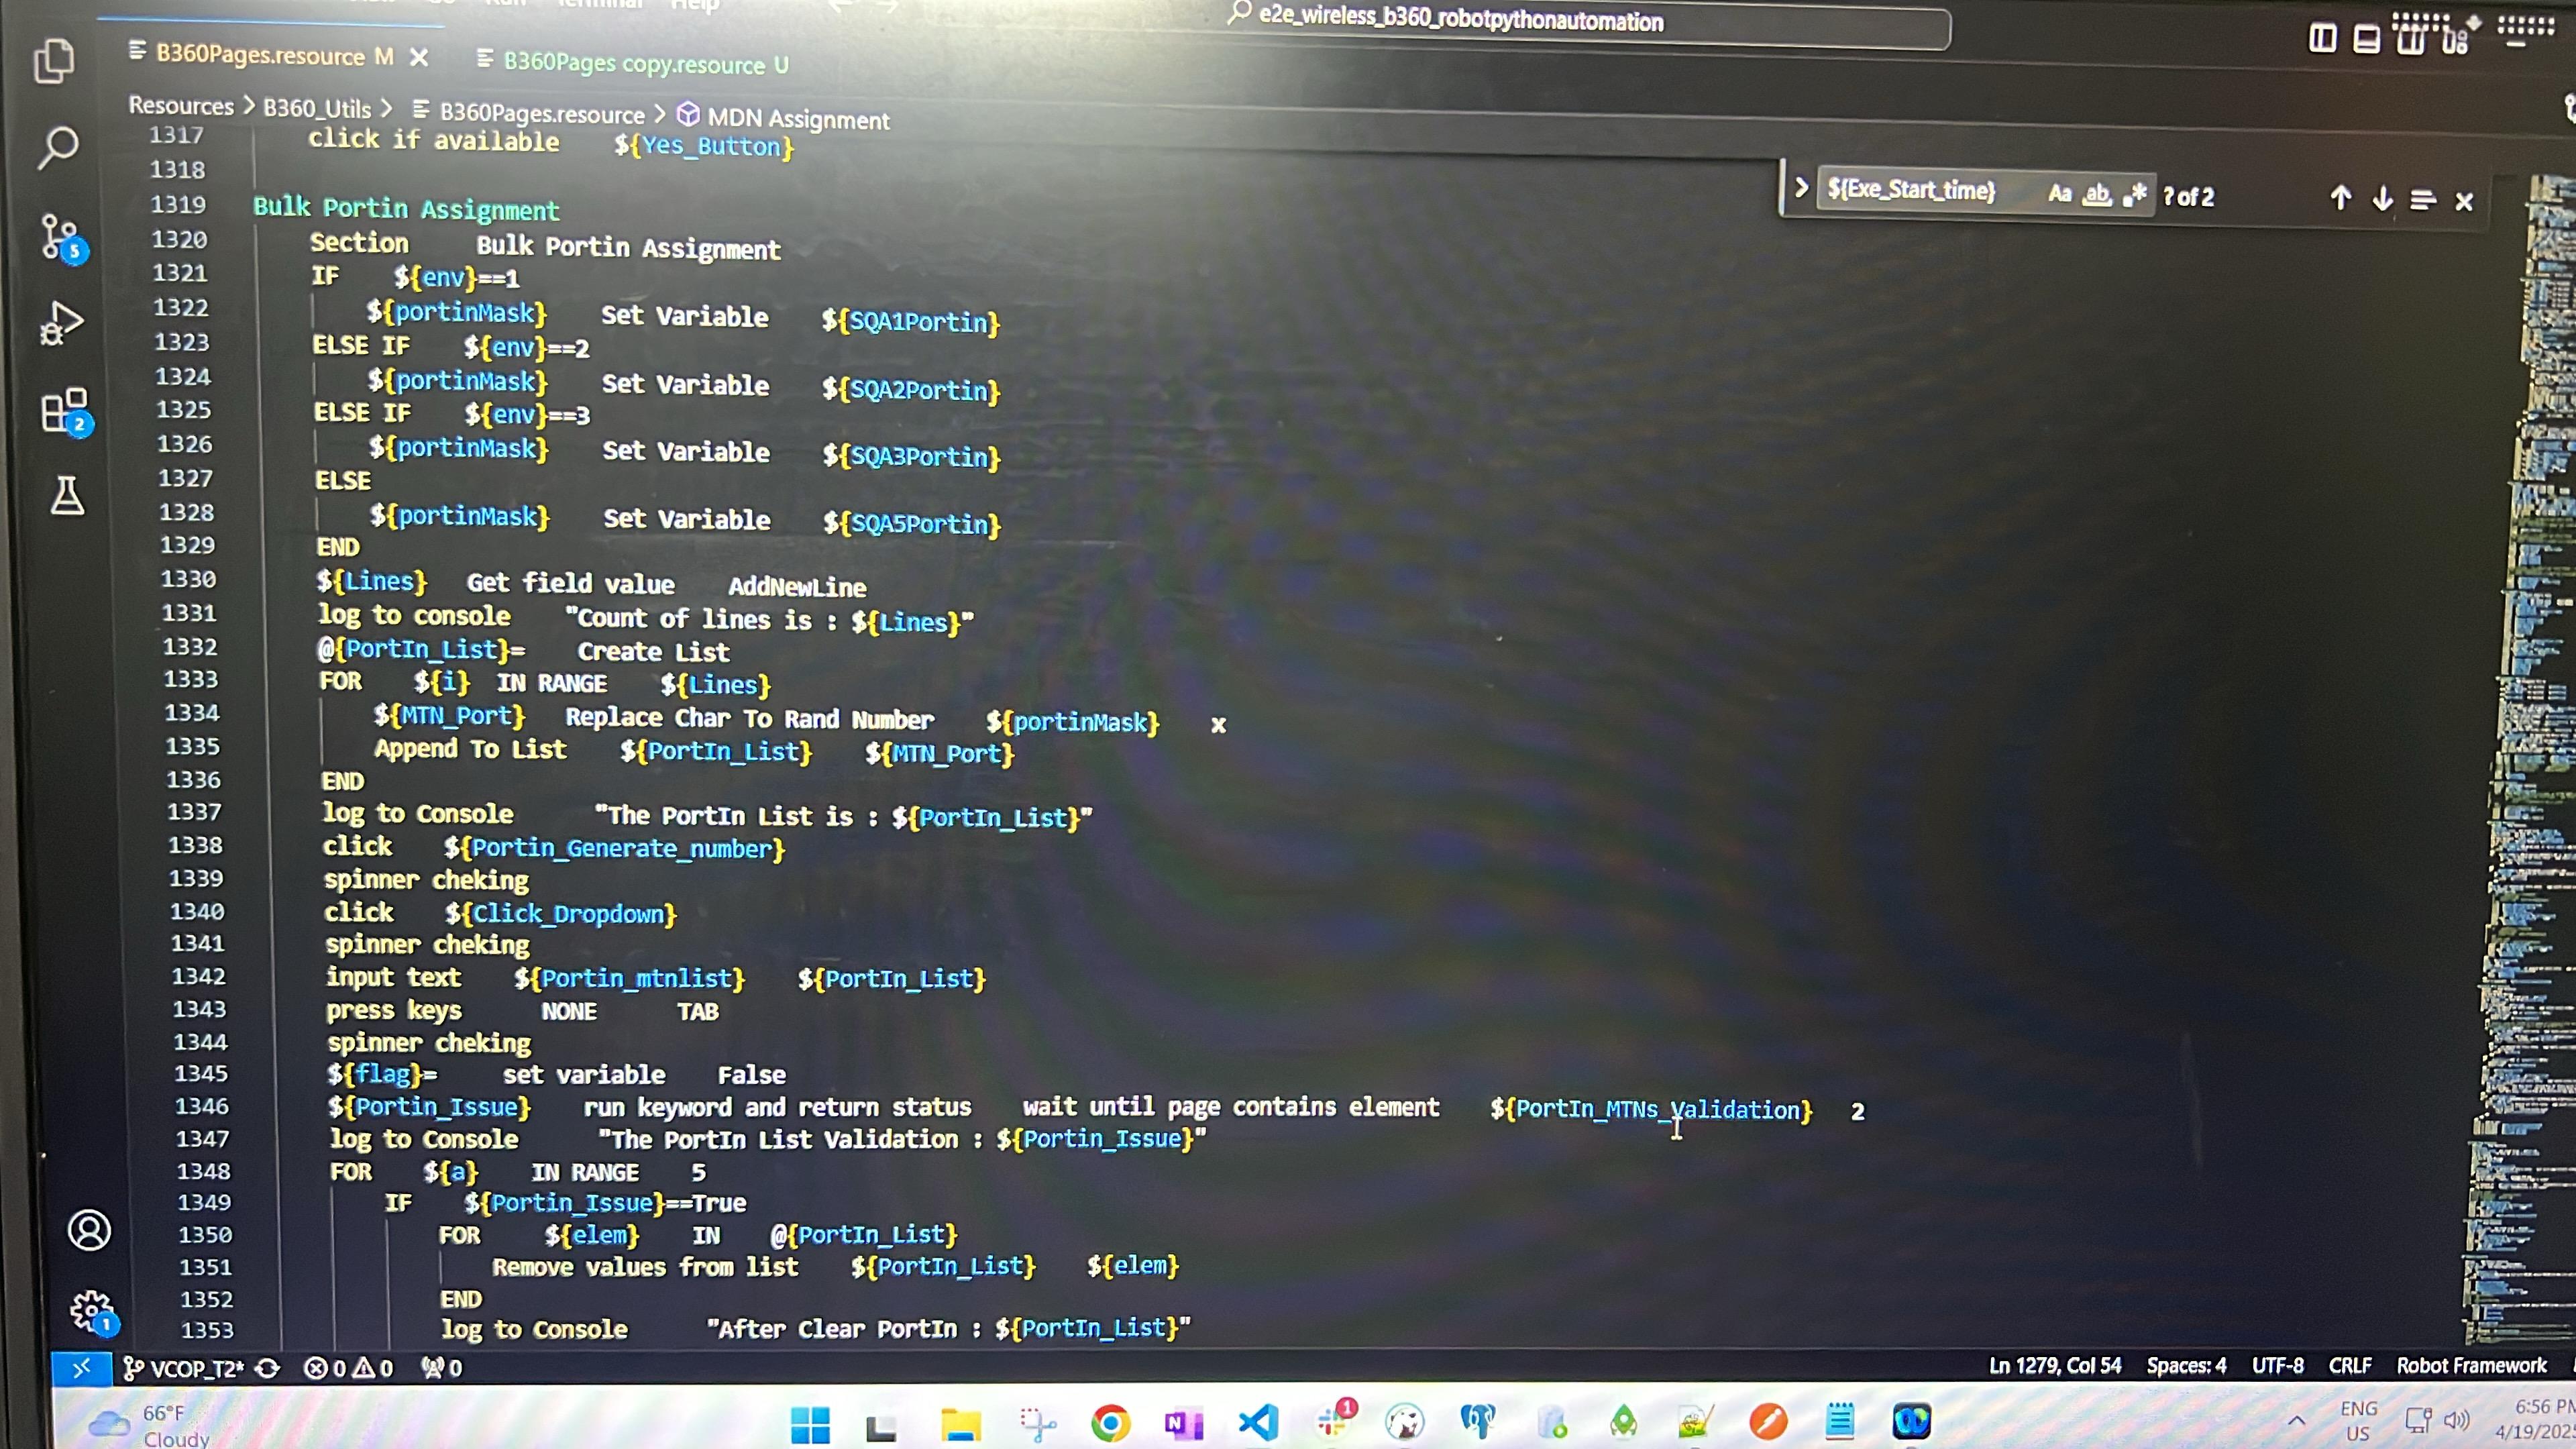 Help
e2e_wireless_b360_robotpythonautomation
B360Pages.resource M
B360Pages copy.resource U
Resources > B360_Utils > B360Pages.resource > MDN Assignment
1317 click if available ${Yes_Button}
1318
${Exe_Start_time} Aa ab .* ? of 2
1319 Bulk Portin Assignment
1320 Section Bulk Portin Assignment
1321 IF ${env}==1
1322 ${portinMask} Set Variable ${SQA1Portin}
1323 ELSE IF ${env}==2
1324 ${portinMask} Set Variable ${SQA2Portin}
1325 ELSE IF ${env}==3
1326 ${portinMask} Set Variable ${SQA3Portin}
1327 ELSE
1328 ${portinMask} Set Variable ${SQA5Portin}
1329 END
1330 ${Lines} Get field value AddNewLine
1331 log to console "Count of lines is : ${Lines}"
1332 @{PortIn_List}= Create List
1333 FOR ${i} IN RANGE ${Lines}
1334 ${MTN_Port} Replace Char To Rand Number ${portinMask} x
1335 Append To List ${PortIn_List} ${MTN_Port}
1336 END
1337 log to Console "The PortIn List is : ${PortIn_List}"
1338 click ${Portin_Generate_number}
1339 spinner cheking
1340 click ${Click_Dropdown}
1341 spinner cheking
1342 input text ${Portin_mtnlist} ${PortIn_List}
1343 press keys NONE TAB
1344 spinner cheking
1345 ${flag}= set variable False
1346 ${Portin_Issue} run keyword and return status wait until page contains element ${PortIn_MTNs_Validation} 2
1347 log to Console "The PortIn List Validation : ${Portin_Issue}"
1348 FOR ${a} IN RANGE 5
1349 IF ${Portin_Issue}==True
1350 FOR ${elem} IN @{PortIn_List}
1351 Remove values from list ${PortIn_List} ${elem}
1352 END
1353 log to Console "After Clear PortIn : ${PortIn_List}"
5
2
1
VCOP_T2* 0 0 0
Ln 1279, Col 54 Spaces: 4 UTF-8 CRLF Robot Framework
66°F
Cloudy
1
ENG
US
6:56 PM
4/19/202